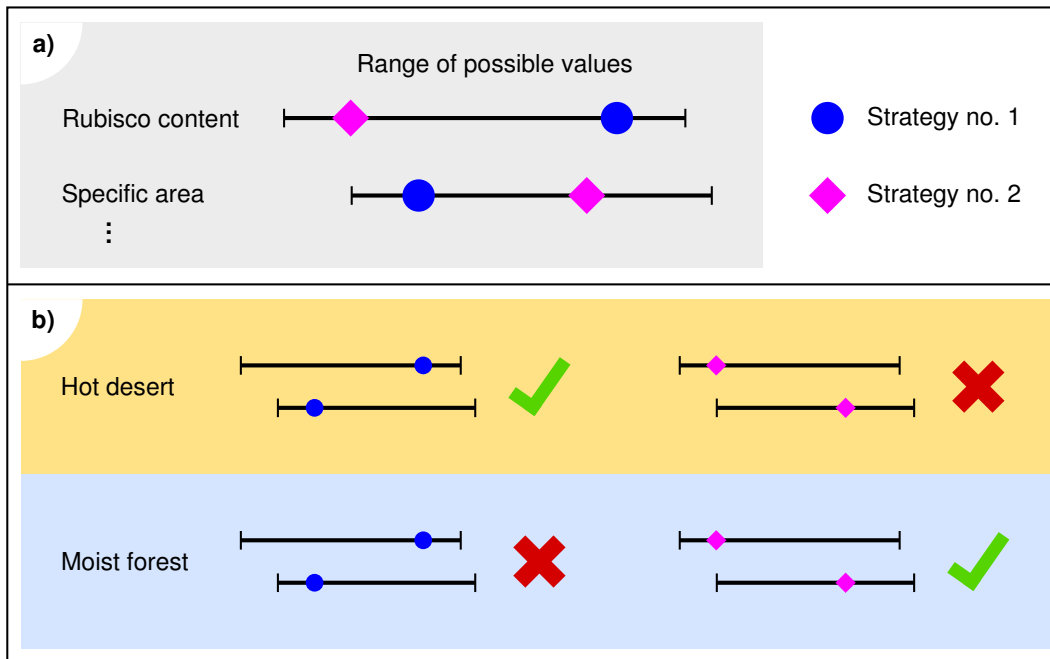 a)
Range of possible values
Rubisco content
Strategy no. 1
Specific area
Strategy no. 2
⋮
b)
Hot desert
Moist forest